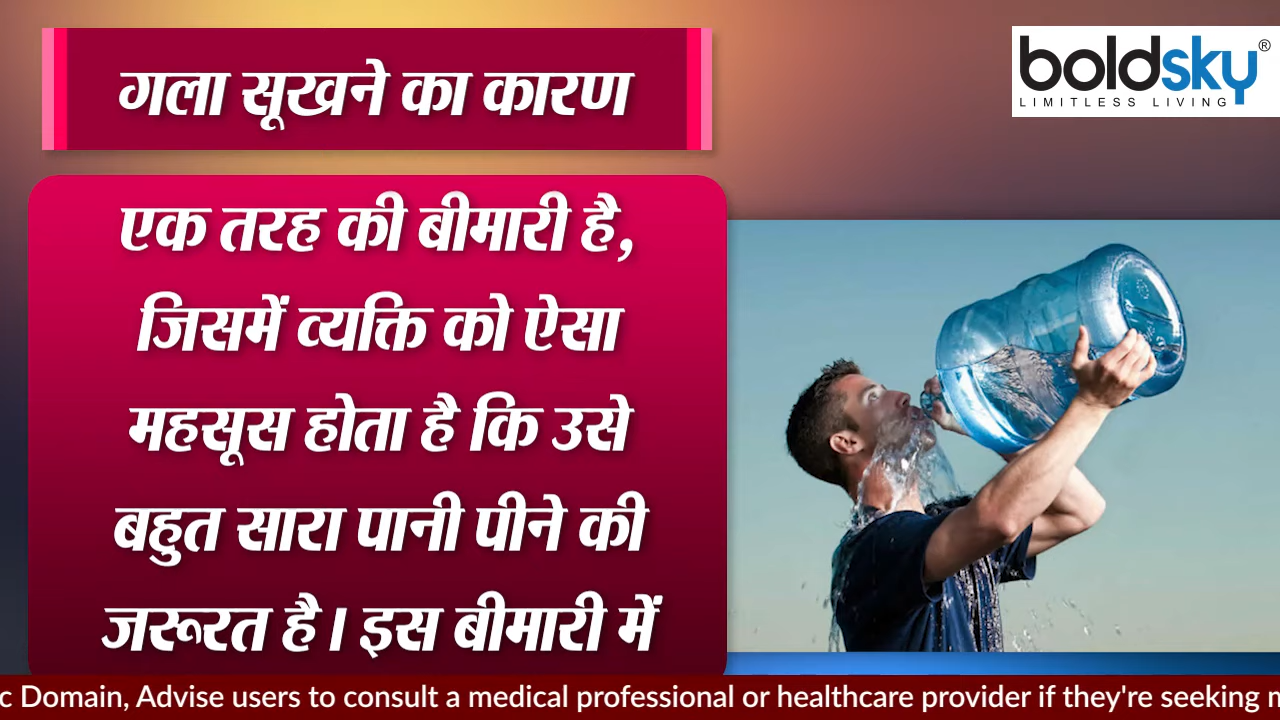 गला सूखने का कारण
boldsky®
LIMITLESS LIVING
एक तरह की बीमारी है,
जिसमें व्यक्ति को ऐसा
महसूस होता है कि उसे
बहुत सारा पानी पीने की
जरूरत है। इस बीमारी में
c Domain, Advise users to consult a medical professional or healthcare provider if they're seeking m